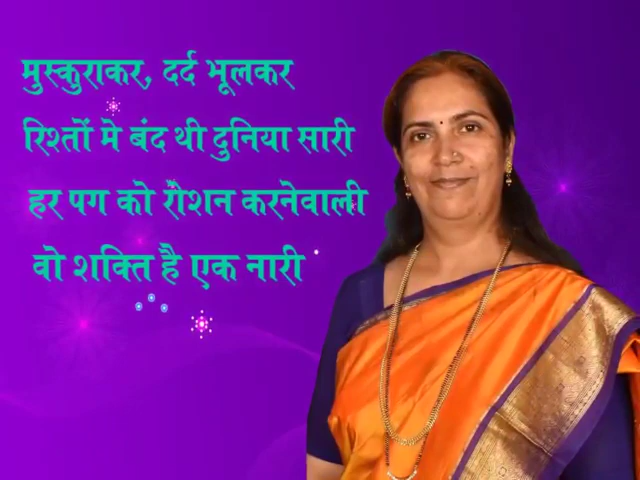 मुस्कुराकर, दर्द भूलकर
रिश्तों मे बंद थी दुनिया सारी
हर पग को रोशन करनेवाली
वो शक्ति है एक नारी